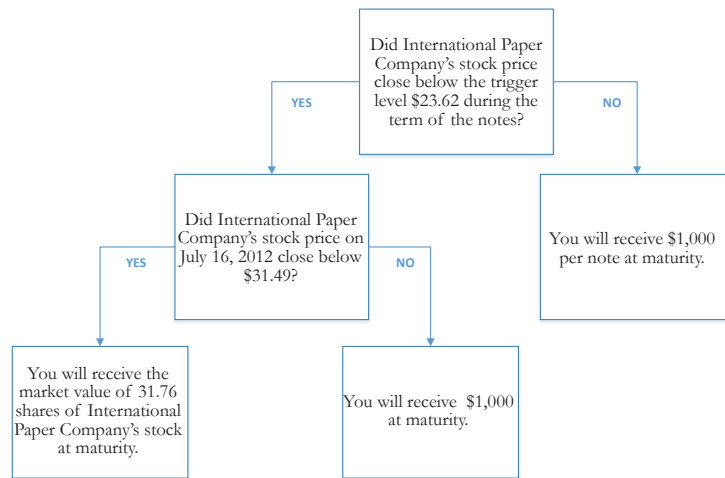 Did International Paper
Company's stock price
close below the trigger
level $23.62 during the
term of the notes?
YES
NO
Did International Paper
Company's stock price on
July 16, 2012 close below
$31.49?
You will receive $1,000
per note at maturity.
YES
NO
You will receive the
market value of 31.76
shares of International
Paper Company's stock
at maturity.
You will receive $1,000
at maturity.